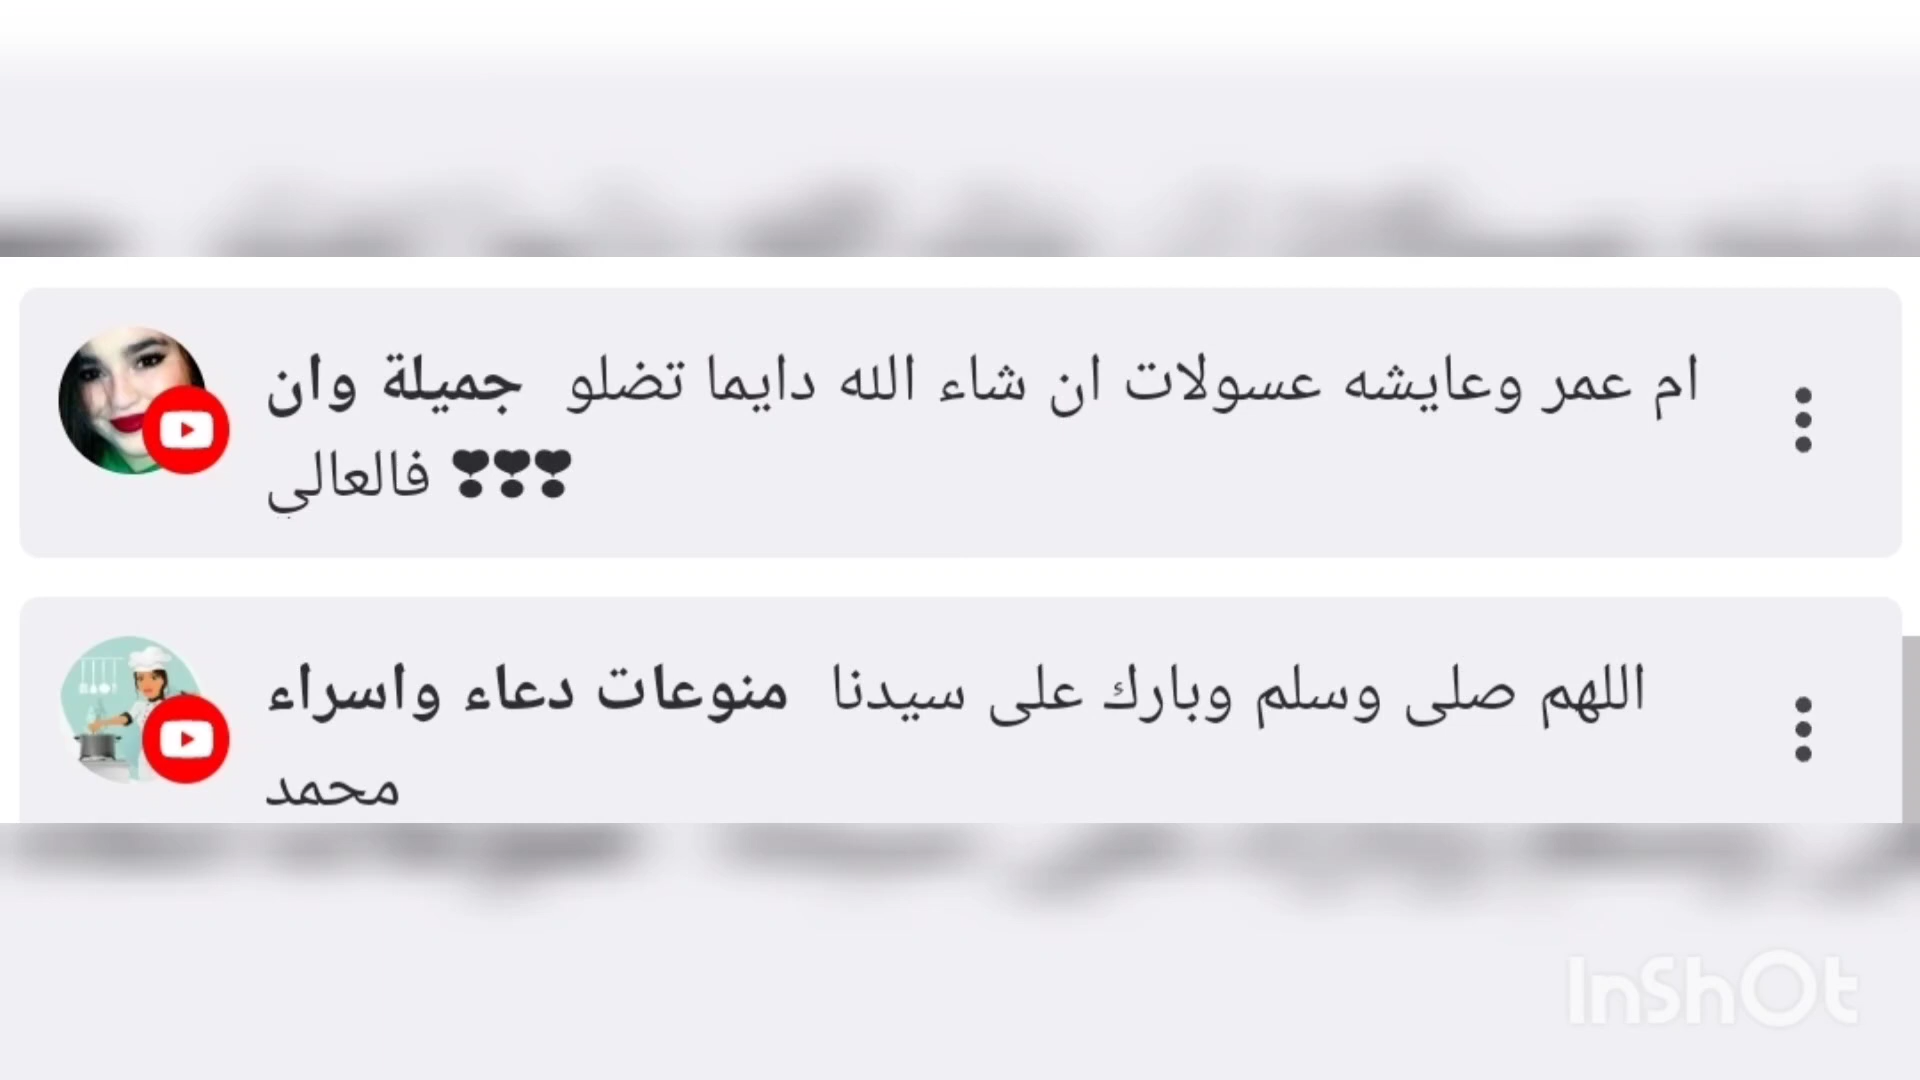 جميلة وان ام عمر وعايشه عسولات ان شاء الله دايما تضلو
فالعالي ❣❣❣
منوعات دعاء واسراء اللهم صلى وسلم وبارك على سيدنا
محمد
InShOt